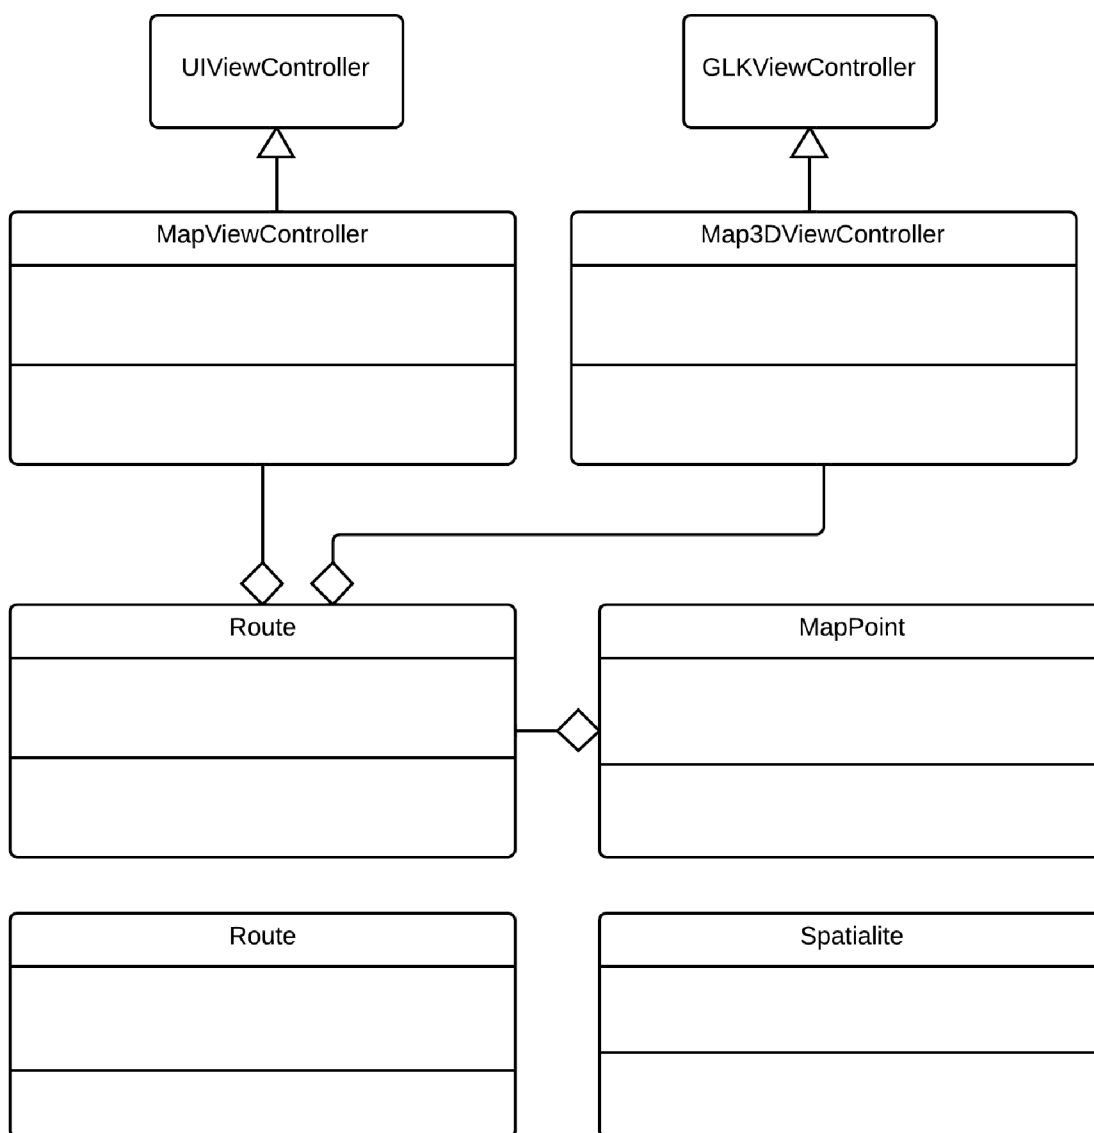 UIViewController
GLKViewController
MapViewController
Map3DViewController
Route
MapPoint
Route
Spatialite